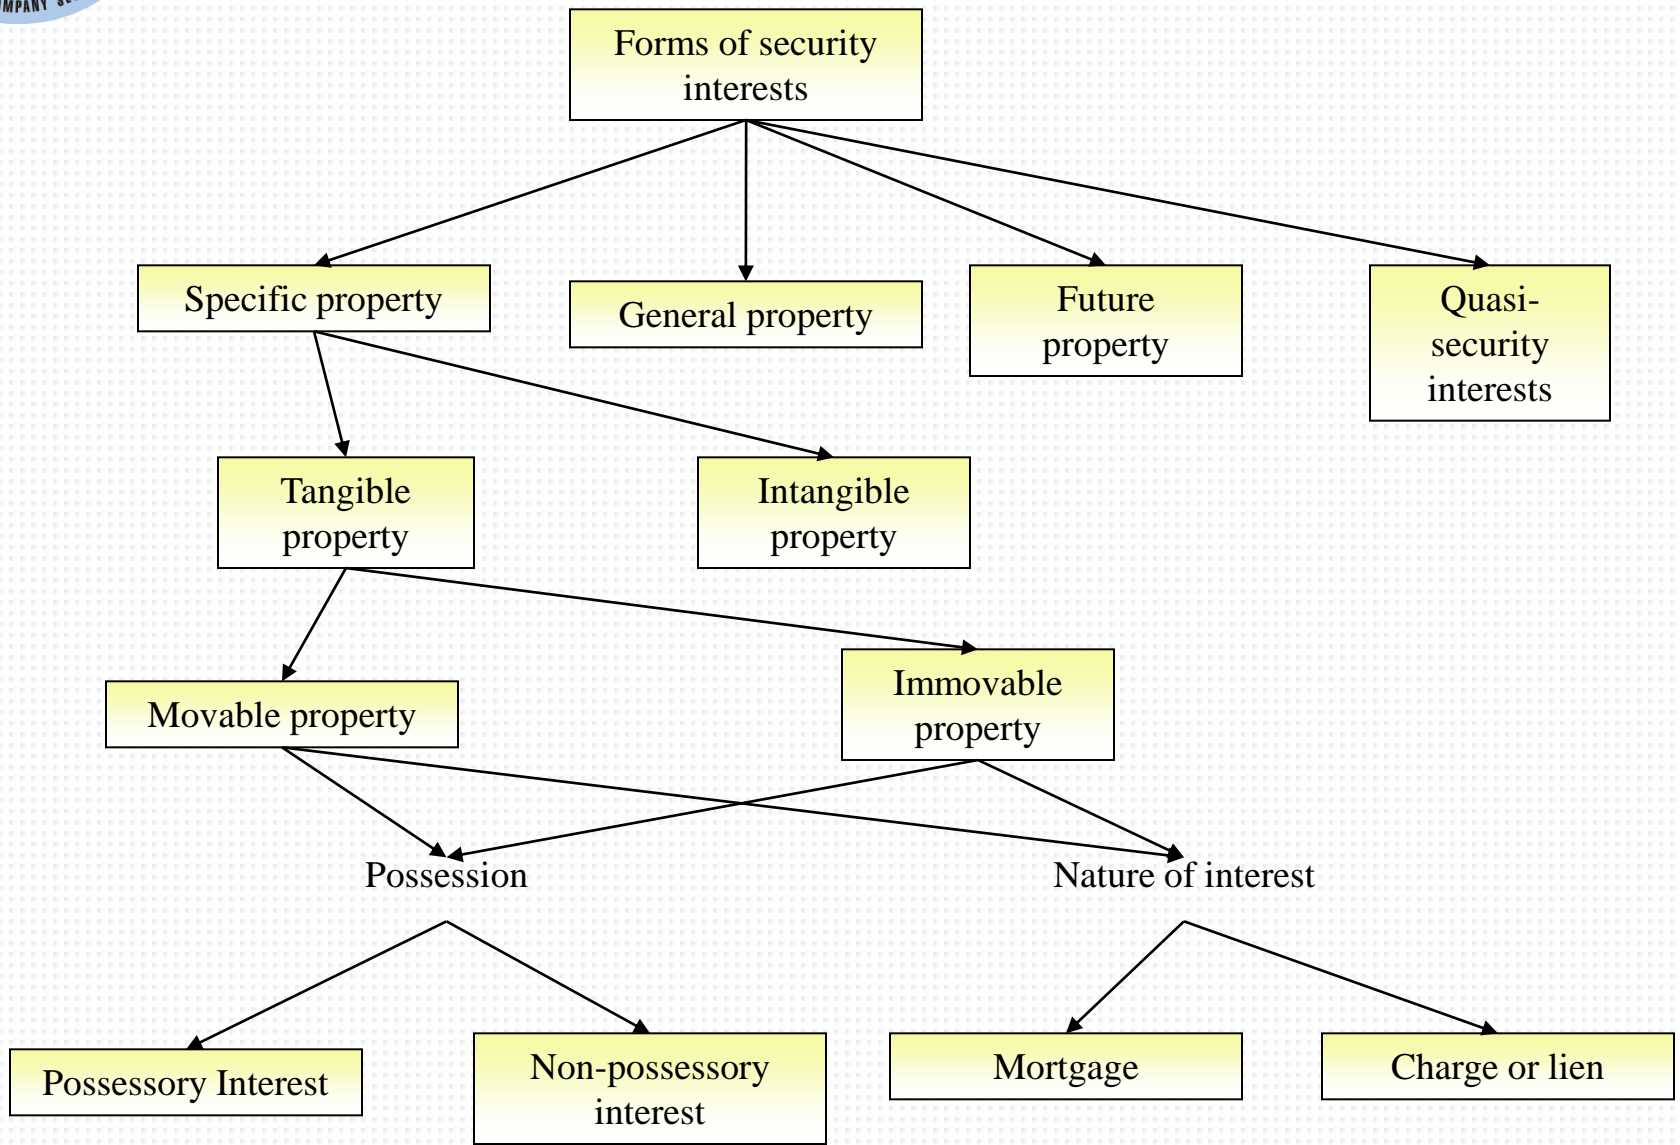 Forms of security
interests
Specific property
General property
Future
property
Quasi-
security
interests
Tangible
property
Intangible
property
Movable property
Immovable
property
Possession
Nature of interest
Possessory Interest
Non-possessory
interest
Mortgage
Charge or lien